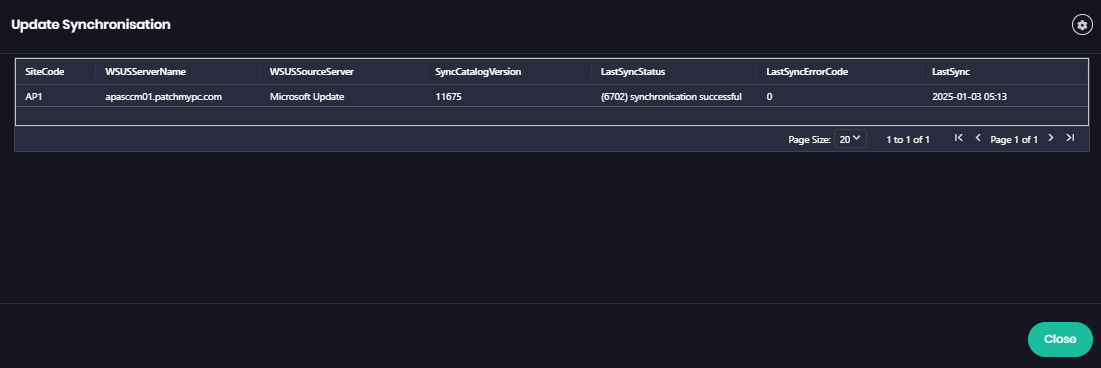 Update Synchronisation
SiteCode WSUSServerName WSUSSourceServer SyncCatalogVersion LastSyncStatus LastSyncErrorCode LastSync
AP1 apasccm01.patchmypc.com Microsoft Update 11675 (6702) synchronisation successful 0 2025-01-03 05:13
Page Size: 20 1 to 1 of 1 Page 1 of 1
Close